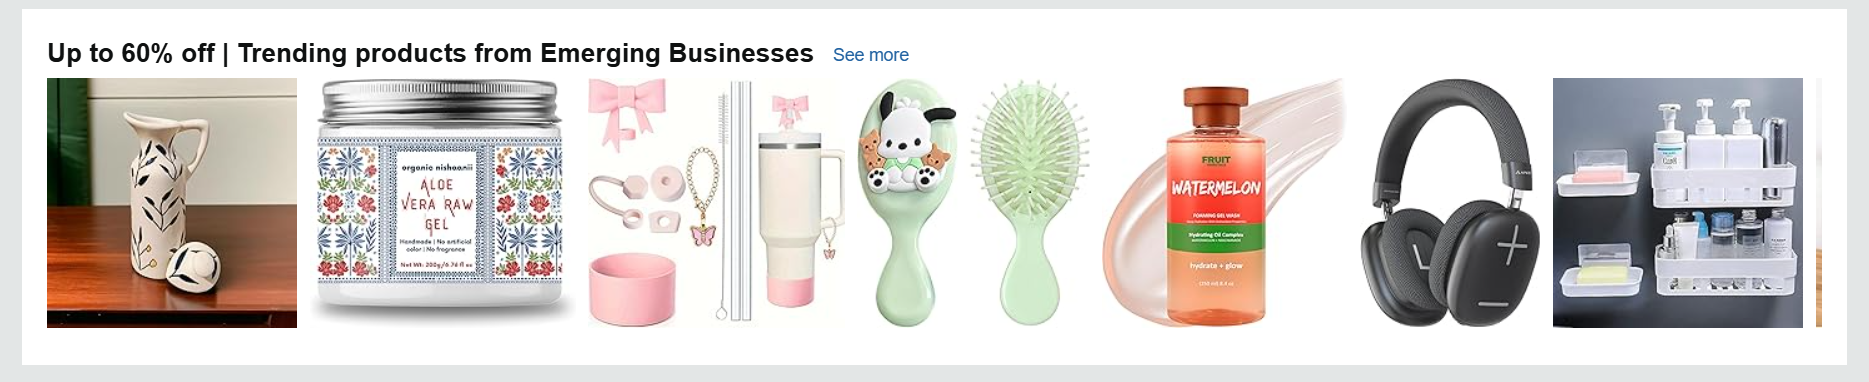 Up to 60% off | Trending products from Emerging Businesses See more
organic nishaanii
ALOE
VERA RAW
GEL
Handmade | No artificial
color | No fragrance
Net Wt: 200g/6.76 fl oz
FRUIT
WATERMELON
FOAMING GEL WASH
Hydrating Oil Complex
hydrate + glow